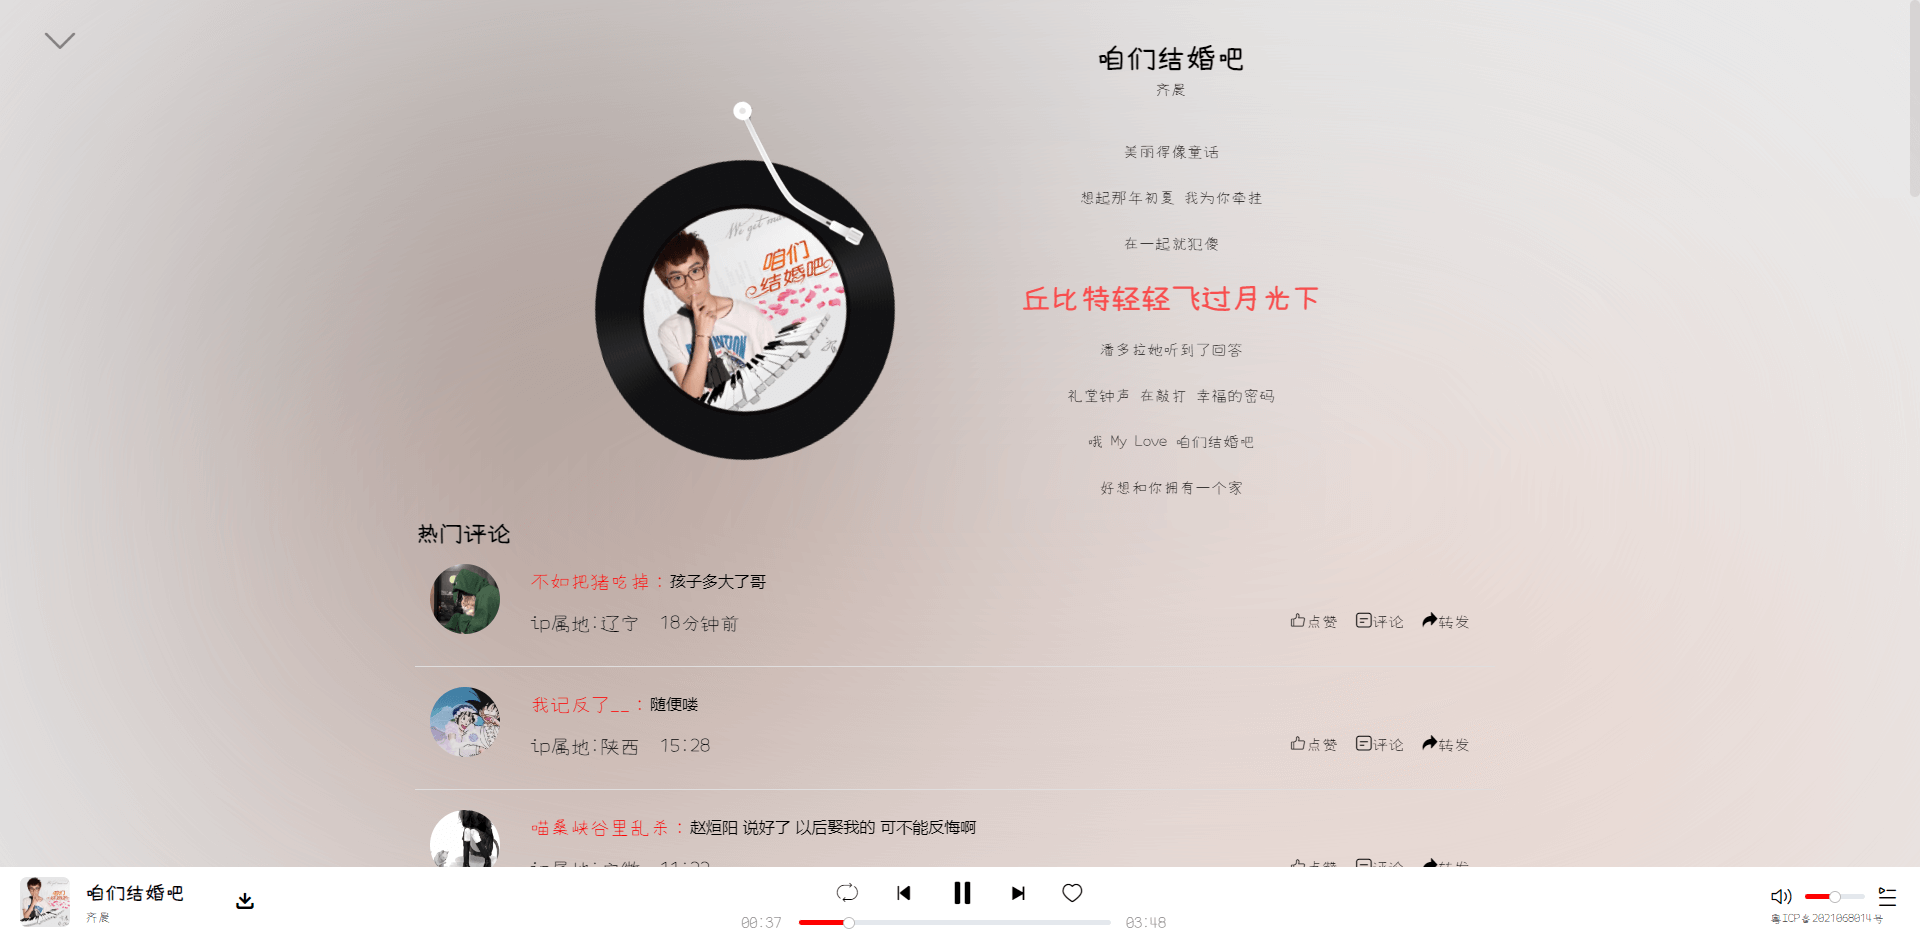 咱们结婚吧
齐晨
美丽得像童话
想起那年初夏 我为你牵挂
在一起就犯傻
丘比特轻轻飞过月光下
潘多拉她听到了回答
礼堂钟声 在敲打 幸福的密码
哦 My Love 咱们结婚吧
好想和你拥有一个家
咱们
结婚吧
热门评论
不如把猪吃掉：孩子多大了哥
ip属地:辽宁 18分钟前
点赞 评论 转发
我记反了__：随便喽
ip属地:陕西 15:28
点赞 评论 转发
喵桑峡谷里乱杀：赵烜阳 说好了 以后娶我的 可不能反悔啊
咱们结婚吧
齐晨
00:37 03:48
粤ICP备2021068014号